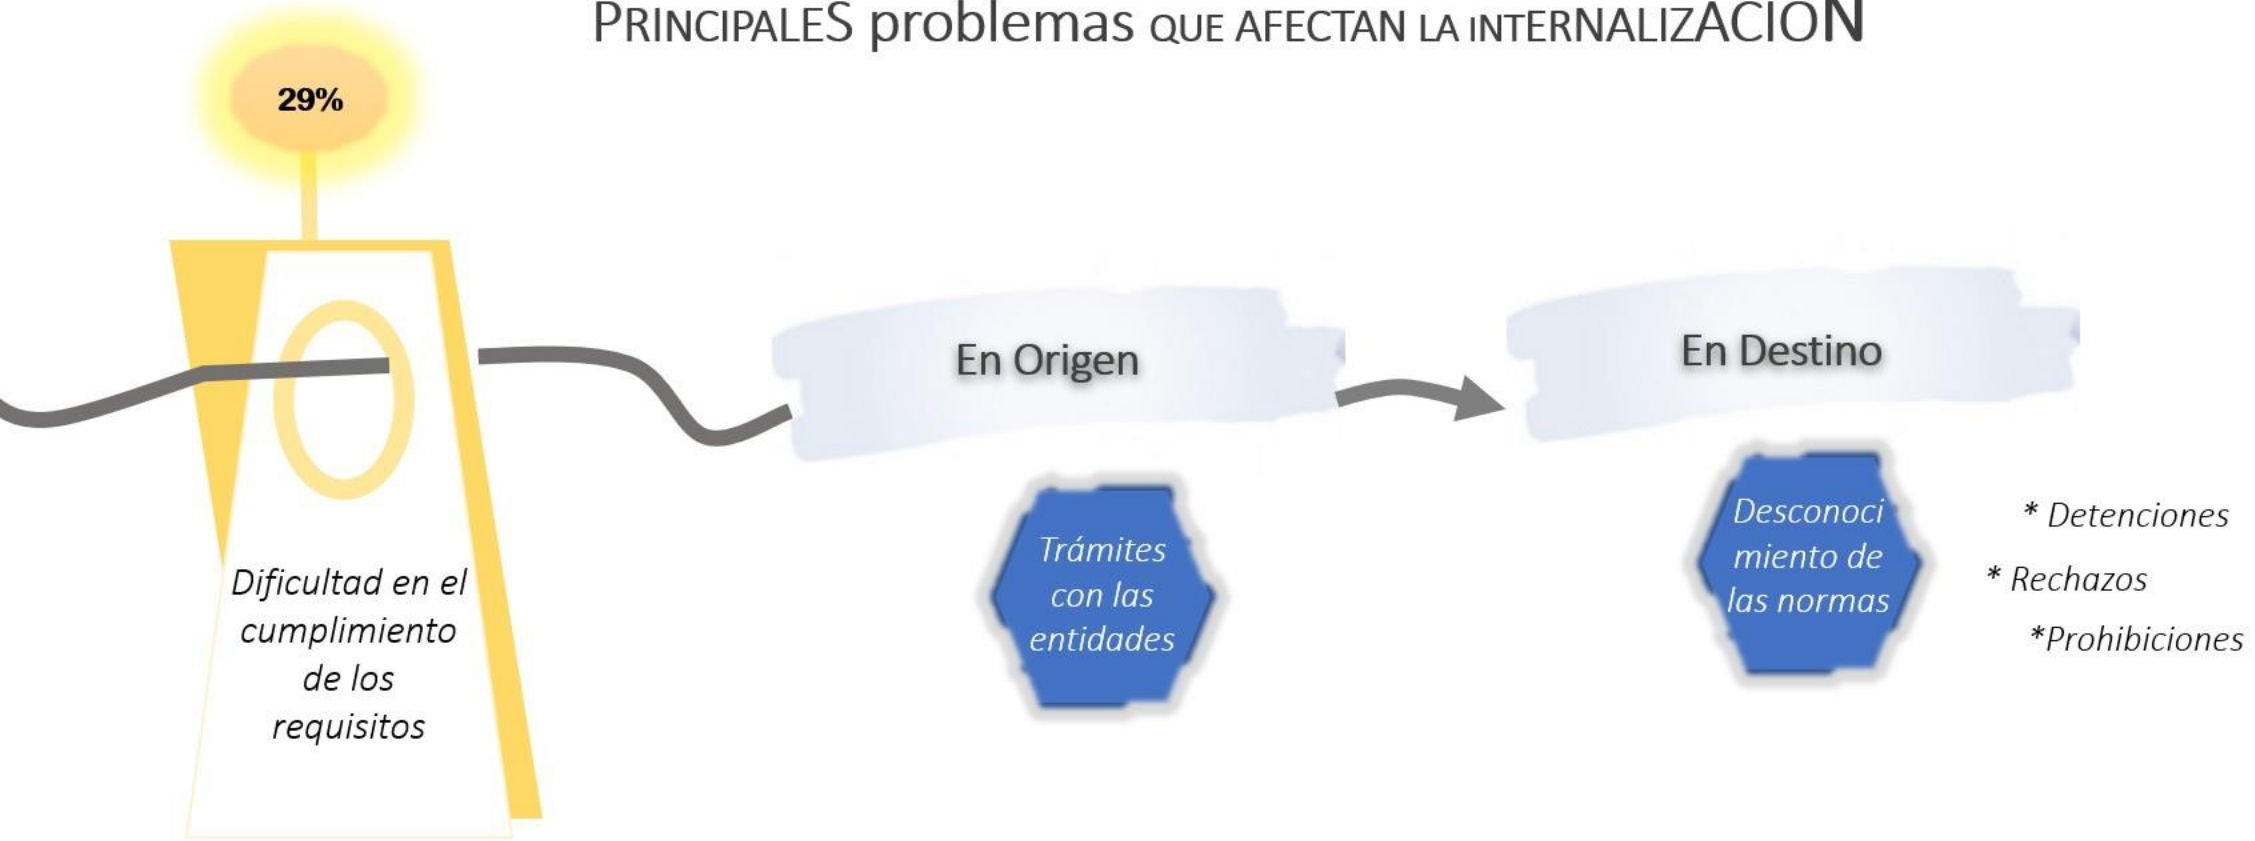 PRINCIPALES problemas QUE AFECTAN LA INTERNALIZACION
29%
Dificultad en el
cumplimiento
de los
requisitos
En Origen
Trámites
con las
entidades
En Destino
Desconoci
miento de
las normas
* Detenciones
* Rechazos
*Prohibiciones